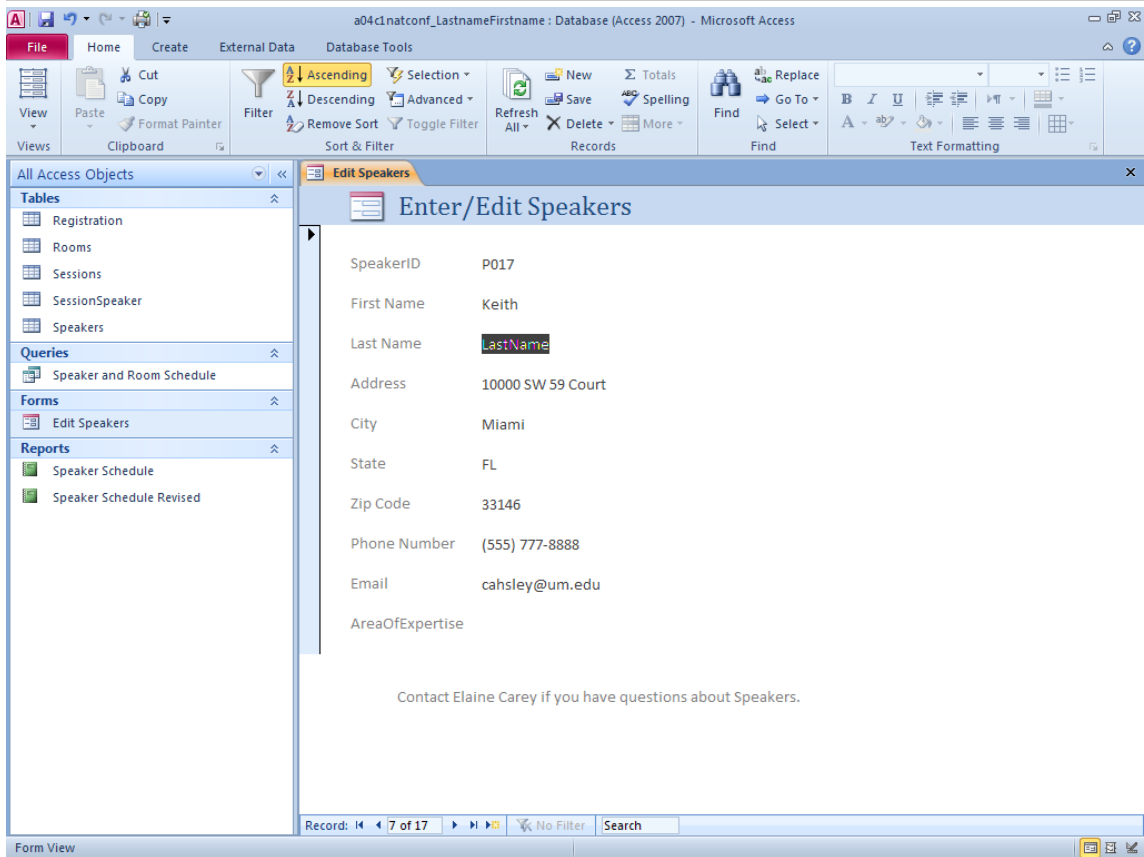 a04c1natconf_LastnameFirstname : Database (Access 2007) - Microsoft Access
File Home Create External Data Database Tools
View
Views
Paste
Cut
Copy
Format Painter
Clipboard
Filter
Ascending
Descending
Remove Sort
Selection
Advanced
Toggle Filter
Sort & Filter
Refresh
All
New
Save
Delete
Totals
Spelling
More
Records
Find
Replace
Go To
Select
Find
B I U
A
Text Formatting
All Access Objects
Tables
Registration
Rooms
Sessions
SessionSpeaker
Speakers
Queries
Speaker and Room Schedule
Forms
Edit Speakers
Reports
Speaker Schedule
Speaker Schedule Revised
Edit Speakers
Enter/Edit Speakers
SpeakerID P017
First Name Keith
Last Name LastName
Address 10000 SW 59 Court
City Miami
State FL
Zip Code 33146
Phone Number (555) 777-8888
Email cahsley@um.edu
AreaOfExpertise
Contact Elaine Carey if you have questions about Speakers.
Record: 7 of 17 No Filter Search
Form View